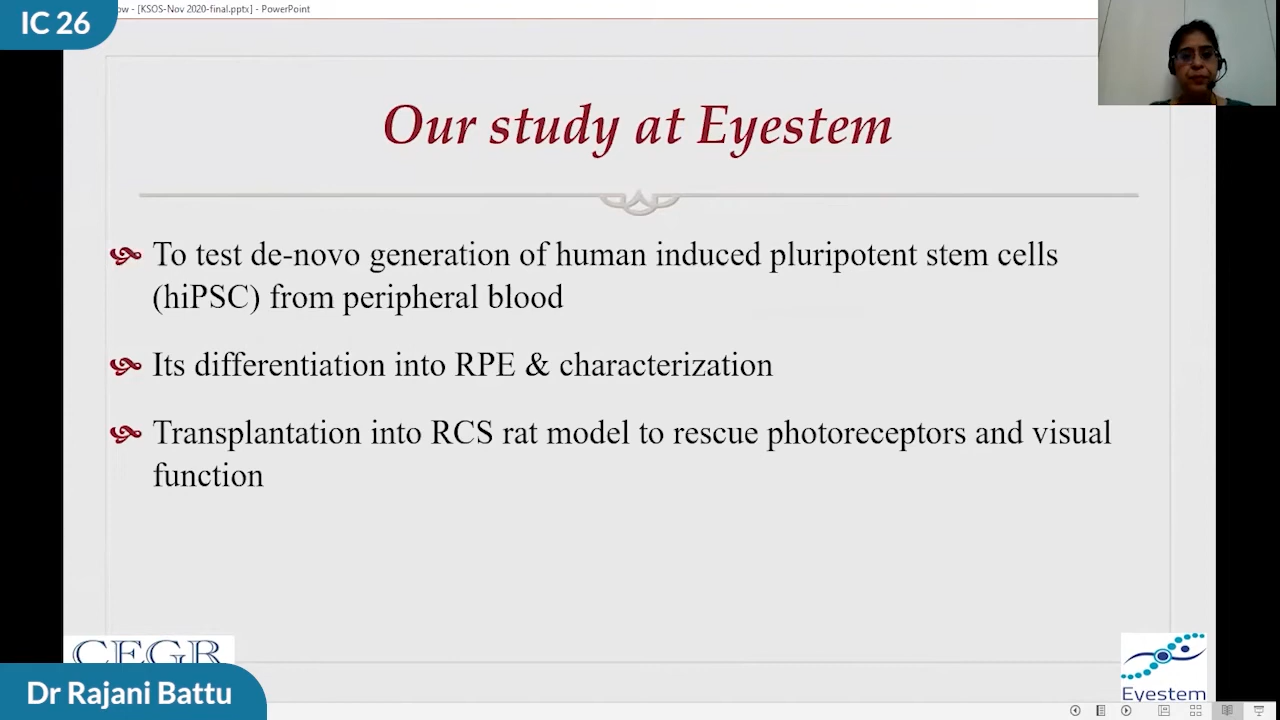 IC 26
ow - [KSOS-Nov 2020-final.pptx] - PowerPoint
Our study at Eyestem
To test de-novo generation of human induced pluripotent stem cells
(hiPSC) from peripheral blood
Its differentiation into RPE & characterization
Transplantation into RCS rat model to rescue photoreceptors and visual
function
CEGR
Eyestem
Dr Rajani Battu